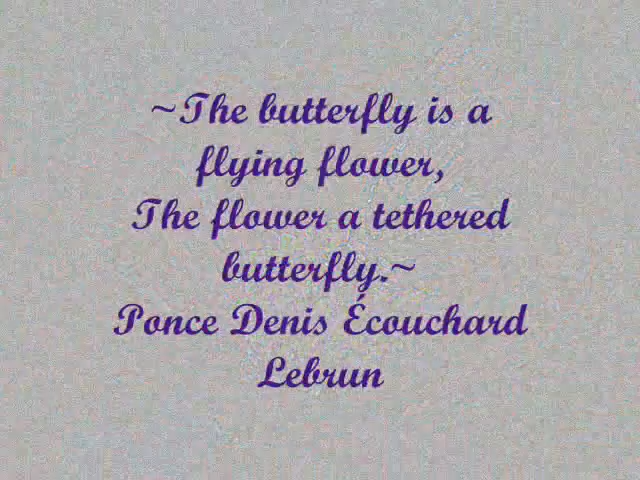 ~The butterfly is a
flying flower,
The flower a tethered
butterfly.~
Ponce Denis Écouchard
Lebrun